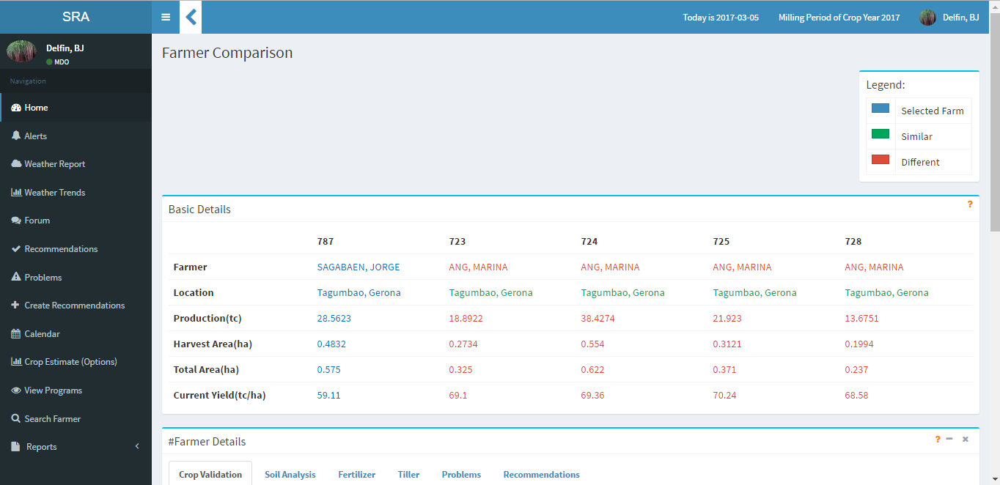 SRA
Today is 2017-03-05 Milling Period of Crop Year 2017 Delfin, BJ
Delfin, BJ
MDO
Navigation
Home
Alerts
Weather Report
Weather Trends
Forum
Recommendations
Problems
Create Recommendations
Calendar
Crop Estimate (Options)
View Programs
Search Farmer
Reports
Farmer Comparison
Legend:
Selected Farm
Similar
Different
Basic Details ?
787 723 724 725 728
Farmer SAGABAEN, JORGE ANG, MARINA ANG, MARINA ANG, MARINA ANG, MARINA
Location Tagumbao, Gerona Tagumbao, Gerona Tagumbao, Gerona Tagumbao, Gerona Tagumbao, Gerona
Production(tc) 28.5623 18.8922 38.4274 21.923 13.6751
Harvest Area(ha) 0.4832 0.2734 0.554 0.3121 0.1994
Total Area(ha) 0.575 0.325 0.622 0.371 0.237
Current Yield(tc/ha) 59.11 69.1 69.36 70.24 68.58
#Farmer Details ?
Crop Validation Soil Analysis Fertilizer Tiller Problems Recommendations